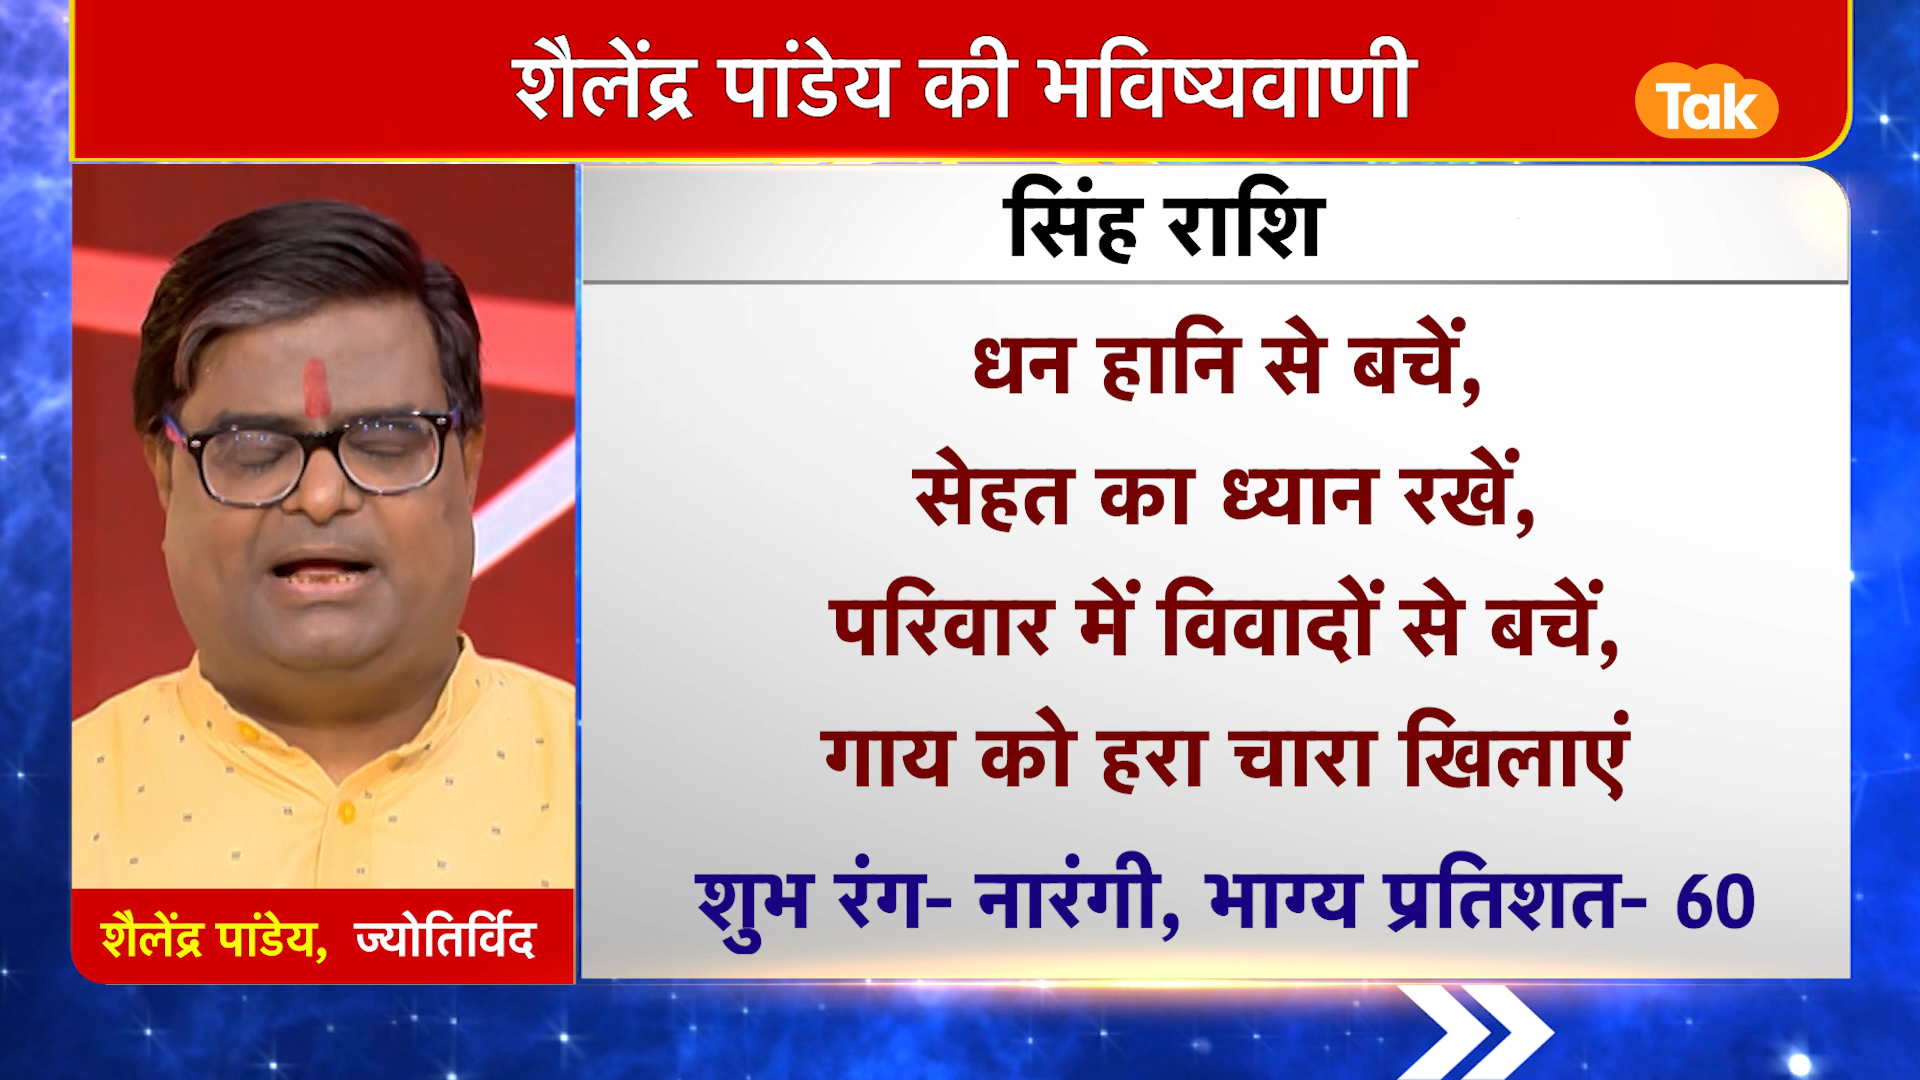 शैलेंद्र पांडेय की भविष्यवाणी
Tak
सिंह राशि
धन हानि से बचें,
सेहत का ध्यान रखें,
परिवार में विवादों से बचें,
गाय को हरा चारा खिलाएं
शुभ रंग- नारंगी, भाग्य प्रतिशत- 60
शैलेंद्र पांडेय, ज्योतिर्विद